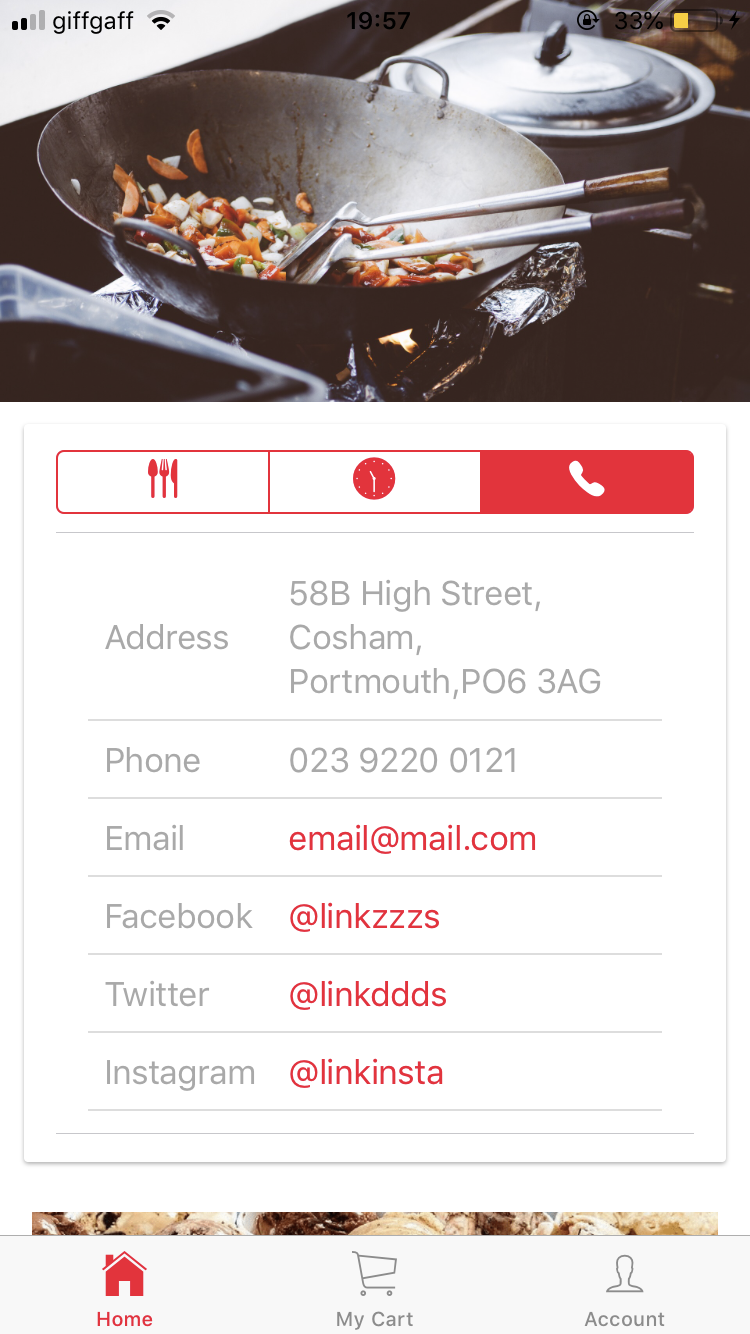 giffgaff 19:57 33%
Address 58B High Street,
Cosham,
Portmouth,PO6 3AG
Phone 023 9220 0121
Email email@mail.com
Facebook @linkzzzs
Twitter @linkddds
Instagram @linkinsta
Home My Cart Account